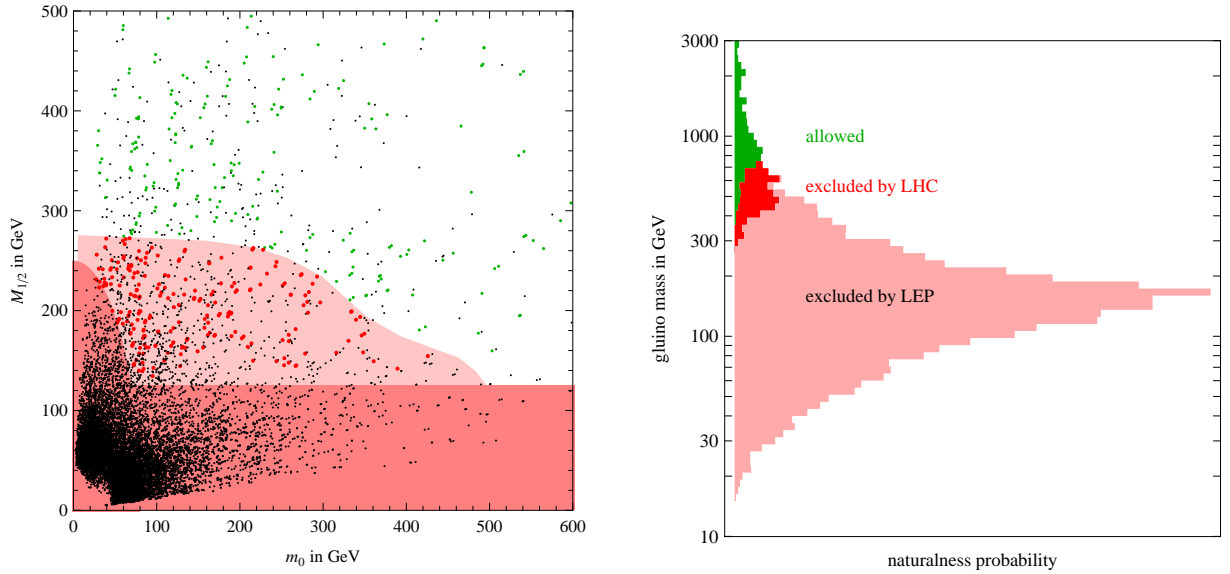 500
400
300
200
100
0
M1/2 in GeV
0 100 200 300 400 500 600
m0 in GeV
3000
1000
300
100
30
10
gluino mass in GeV
allowed
excluded by LHC
excluded by LEP
naturalness probability